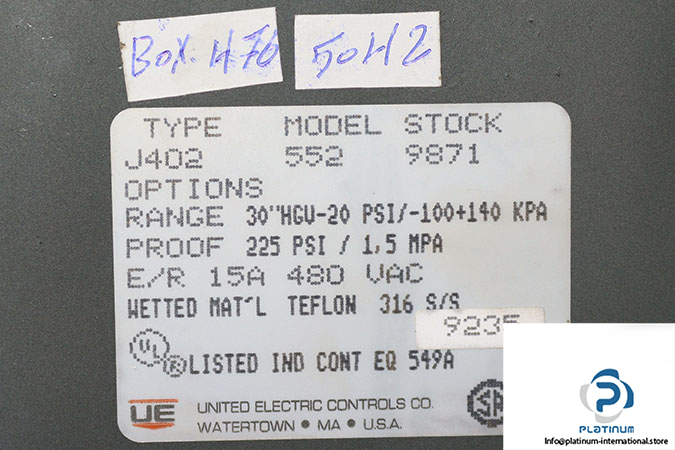 BOX. H76 50H2
TYPE MODEL STOCK
J402 552 9871
OPTIONS
RANGE 30"HGV-20 PSI/-100+140 KPA
PROOF 225 PSI / 1,5 MPA
E/R 15A 480 VAC
WETTED MAT'L TEFLON 316 S/S
9235
UL ® LISTED IND CONT EQ 549A
UE UNITED ELECTRIC CONTROLS CO.
WATERTOWN • MA • U.S.A.
SA
PLATINUM
Info@platinum-international.store